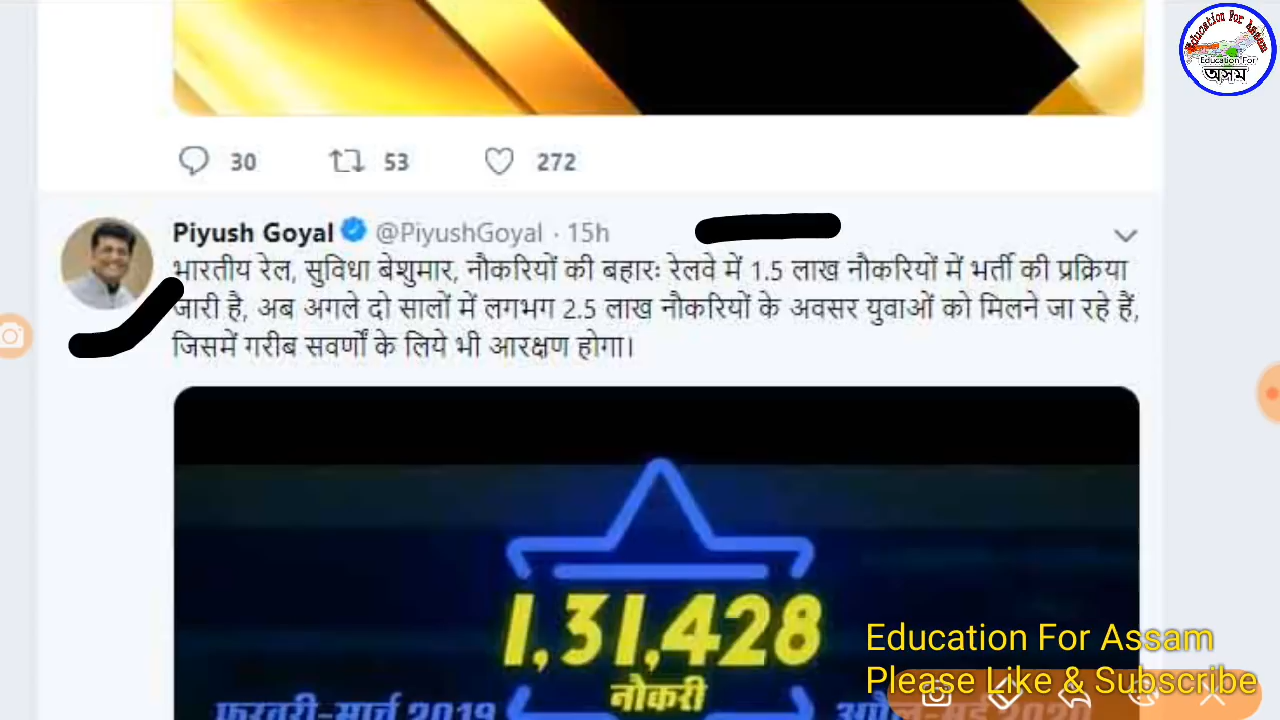 Education For Assam
Education For
অসম
30 53 272
Piyush Goyal @PiyushGoyal · 15h
भारतीय रेल, सुविधा बेशुमार, नौकरियों की बहारः रेलवे में 1.5 लाख नौकरियों में भर्ती की प्रक्रिया
जारी है, अब अगले दो सालों में लगभग 2.5 लाख नौकरियों के अवसर युवाओं को मिलने जा रहे हैं,
जिसमें गरीब सवर्णों के लिये भी आरक्षण होगा।
1,31,428
नौकरी
फरवरी-मार्च 2019
Education For Assam
Please Like & Subscribe